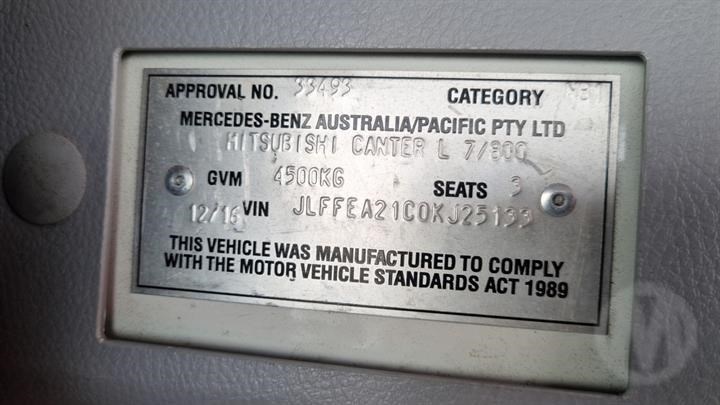 APPROVAL NO. 33493 CATEGORY
MERCEDES-BENZ AUSTRALIA/PACIFIC PTY LTD
MITSUBISHI CANTER L 7/800
GVM 4500KG SEATS 3
12/16 VIN JLFFEA21C0KJ25133
THIS VEHICLE WAS MANUFACTURED TO COMPLY
WITH THE MOTOR VEHICLE STANDARDS ACT 1989